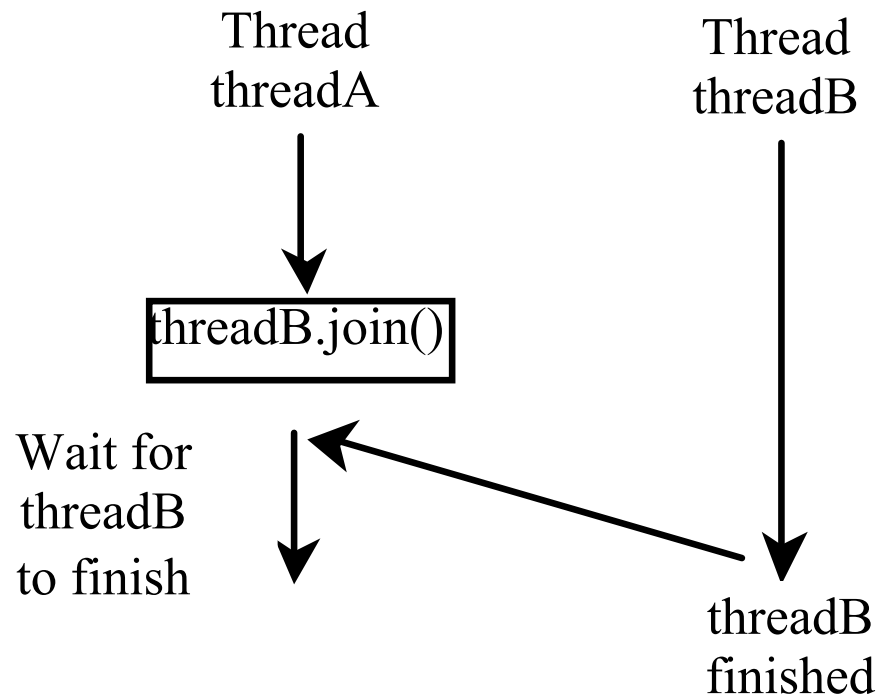 Thread
threadA
Thread
threadB
threadB.join()
Wait for
threadB
to finish
threadB
finished